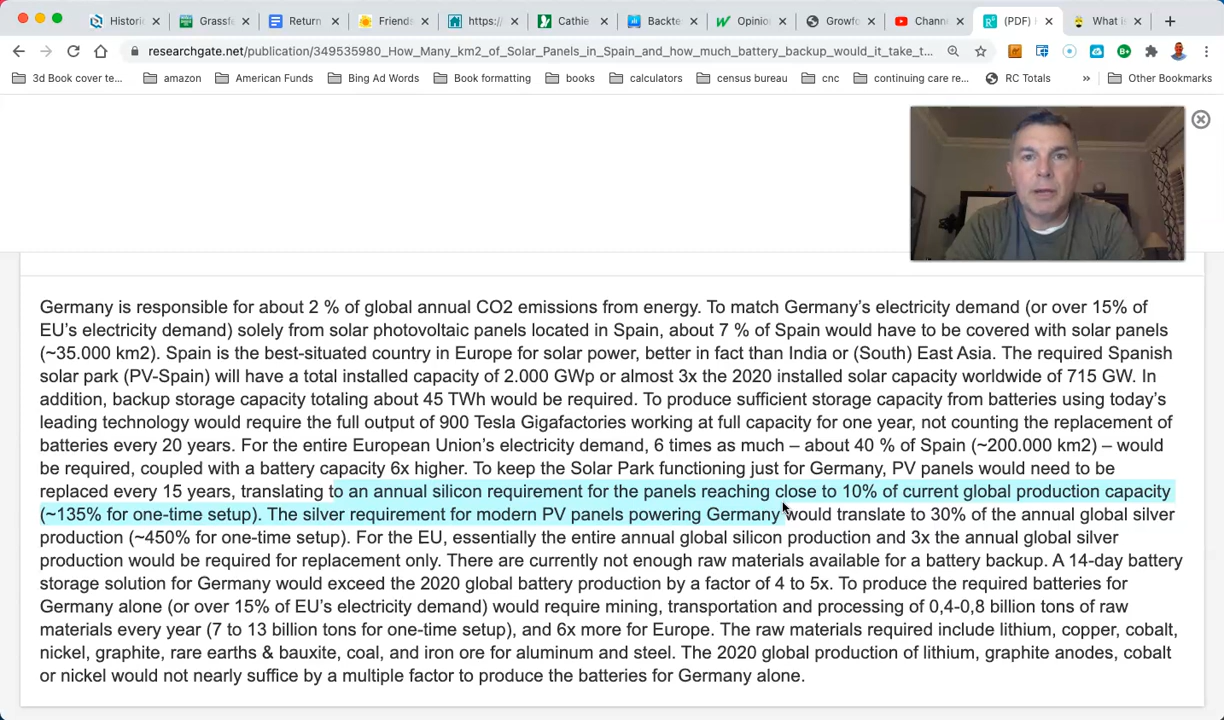 Historic
Grassfe
Return
Friends
https:/
Cathie
Backte
Opinio
Growfo
Chann
(PDF) H
What is
researchgate.net/publication/349535980_How_Many_km2_of_Solar_Panels_in_Spain_and_how_much_battery_backup_would_it_take_t...
3d Book cover te...
amazon
American Funds
Bing Ad Words
Book formatting
books
calculators
census bureau
cnc
continuing care re...
RC Totals
»
Other Bookmarks
Germany is responsible for about 2 % of global annual CO2 emissions from energy. To match Germany's electricity demand (or over 15% of
EU's electricity demand) solely from solar photovoltaic panels located in Spain, about 7 % of Spain would have to be covered with solar panels
(~35.000 km2). Spain is the best-situated country in Europe for solar power, better in fact than India or (South) East Asia. The required Spanish
solar park (PV-Spain) will have a total installed capacity of 2.000 GWp or almost 3x the 2020 installed solar capacity worldwide of 715 GW. In
addition, backup storage capacity totaling about 45 TWh would be required. To produce sufficient storage capacity from batteries using today's
leading technology would require the full output of 900 Tesla Gigafactories working at full capacity for one year, not counting the replacement of
batteries every 20 years. For the entire European Union's electricity demand, 6 times as much – about 40 % of Spain (~200.000 km2) – would
be required, coupled with a battery capacity 6x higher. To keep the Solar Park functioning just for Germany, PV panels would need to be
replaced every 15 years, translating to an annual silicon requirement for the panels reaching close to 10% of current global production capacity
(~135% for one-time setup). The silver requirement for modern PV panels powering Germany would translate to 30% of the annual global silver
production (~450% for one-time setup). For the EU, essentially the entire annual global silicon production and 3x the annual global silver
production would be required for replacement only. There are currently not enough raw materials available for a battery backup. A 14-day battery
storage solution for Germany would exceed the 2020 global battery production by a factor of 4 to 5x. To produce the required batteries for
Germany alone (or over 15% of EU's electricity demand) would require mining, transportation and processing of 0,4-0,8 billion tons of raw
materials every year (7 to 13 billion tons for one-time setup), and 6x more for Europe. The raw materials required include lithium, copper, cobalt,
nickel, graphite, rare earths & bauxite, coal, and iron ore for aluminum and steel. The 2020 global production of lithium, graphite anodes, cobalt
or nickel would not nearly suffice by a multiple factor to produce the batteries for Germany alone.